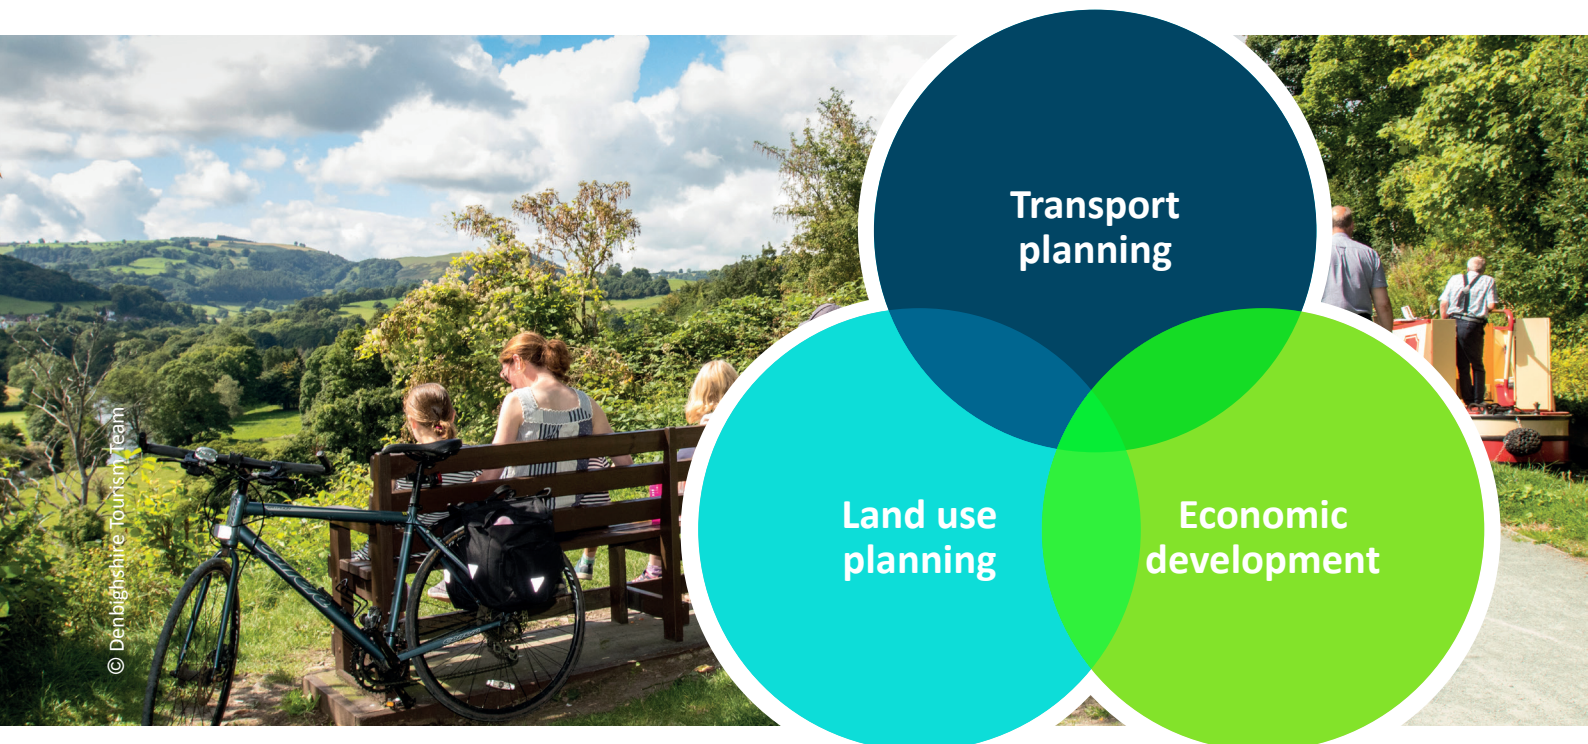 Transport
planning
Land use
planning
Economic
development
© Denbighshire Tourism Team